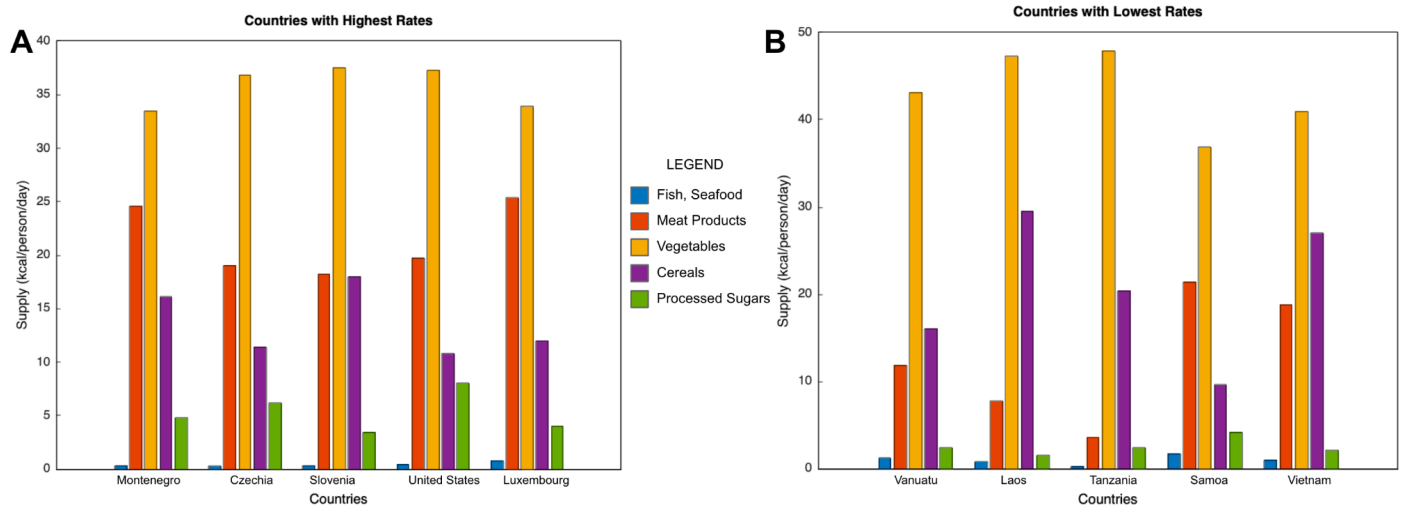 A
Countries with Highest Rates
40
35
30
25
20
15
10
5
0
Supply (kcal/person/day)
Montenegro
Czechia
Slovenia
United States
Luxembourg
Countries
LEGEND
Fish, Seafood
Meat Products
Vegetables
Cereals
Processed Sugars
B
Countries with Lowest Rates
50
40
30
20
10
0
Supply (kcal/person/day)
Vanuatu
Laos
Tanzania
Samoa
Vietnam
Countries